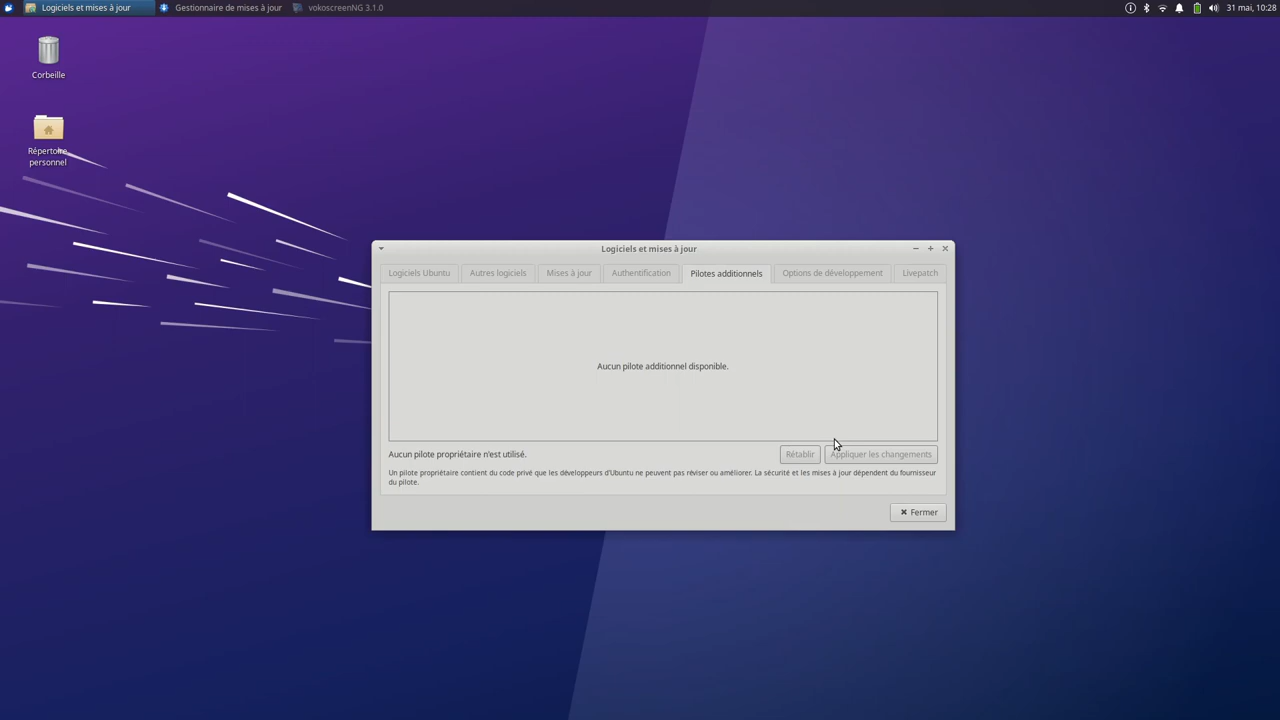 Logiciels et mises à jour
Gestionnaire de mises à jour
vokoscreenNG 3.1.0
31 mai, 10:28
Corbeille
Répertoire
personnel
Logiciels et mises à jour
Logiciels Ubuntu
Autres logiciels
Mises à jour
Authentification
Pilotes additionnels
Options de développement
Livepatch
Aucun pilote additionnel disponible.
Aucun pilote propriétaire n'est utilisé.
Rétablir
Appliquer les changements
Un pilote propriétaire contient du code privé que les développeurs d'Ubuntu ne peuvent pas réviser ou améliorer. La sécurité et les mises à jour dépendent du fournisseur
du pilote.
Fermer